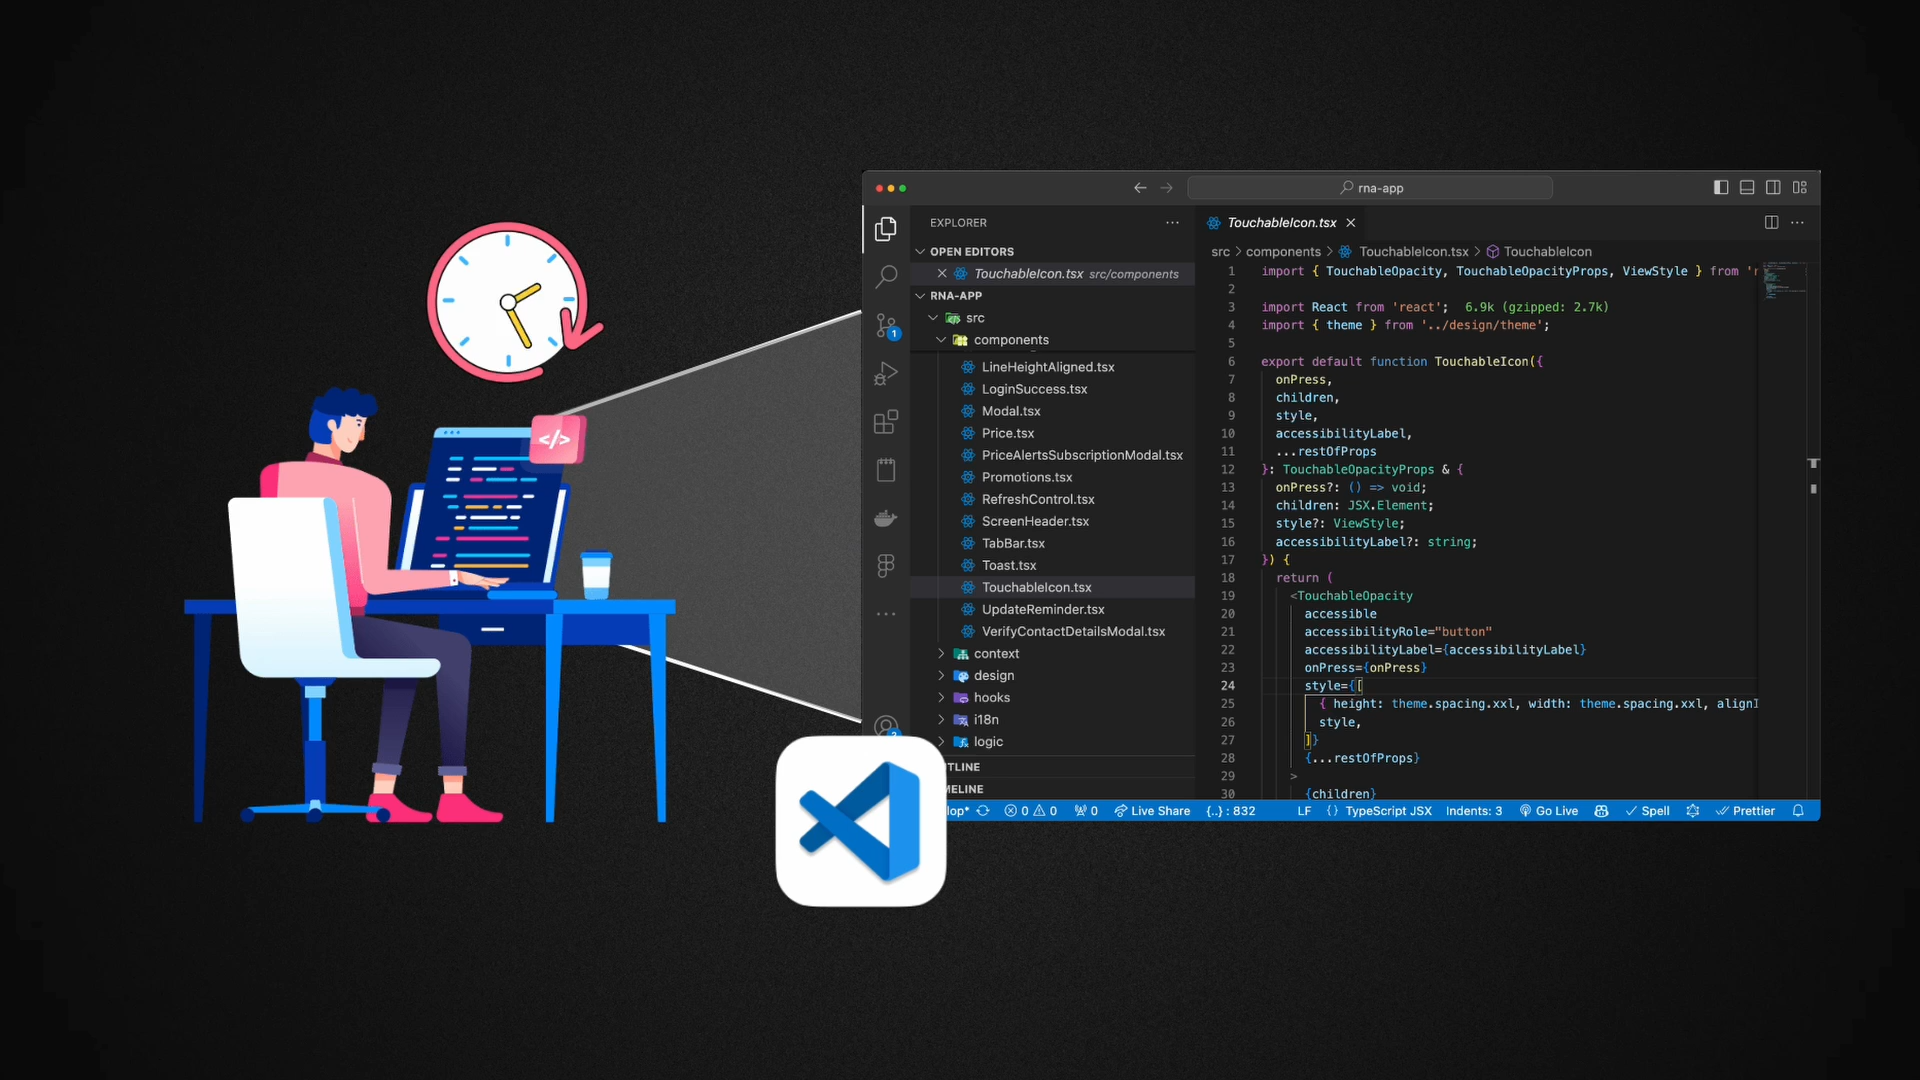 </>
rna-app
EXPLORER
OPEN EDITORS
TouchableIcon.tsx src/components
RNA-APP
src
components
LineHeightAligned.tsx
LoginSuccess.tsx
Modal.tsx
Price.tsx
PriceAlertsSubscriptionModal.tsx
Promotions.tsx
RefreshControl.tsx
ScreenHeader.tsx
TabBar.tsx
Toast.tsx
TouchableIcon.tsx
UpdateReminder.tsx
VerifyContactDetailsModal.tsx
context
design
hooks
i18n
logic
TLINE
MELINE
1
TouchableIcon.tsx
src > components > TouchableIcon.tsx > TouchableIcon
1 import { TouchableOpacity, TouchableOpacityProps, ViewStyle } from 'r
2
3 import React from 'react'; 6.9k (gzipped: 2.7k)
4 import { theme } from '../design/theme';
5
6 export default function TouchableIcon({
7 onPress,
8 children,
9 style,
10 accessibilityLabel,
11 ...restOfProps
12 }: TouchableOpacityProps & {
13 onPress?: () => void;
14 children: JSX.Element;
15 style?: ViewStyle;
16 accessibilityLabel?: string;
17 }) {
18 return (
19 <TouchableOpacity
20 accessible
21 accessibilityRole="button"
22 accessibilityLabel={accessibilityLabel}
23 onPress={onPress}
24 style={[
25 { height: theme.spacing.xxl, width: theme.spacing.xxl, alignI
26 style,
27 ]}
28 {...restOfProps}
29 >
30 {children}
lop* 0 0 0 Live Share {..} : 832 LF {} TypeScript JSX Indents: 3 Go Live Spell Prettier